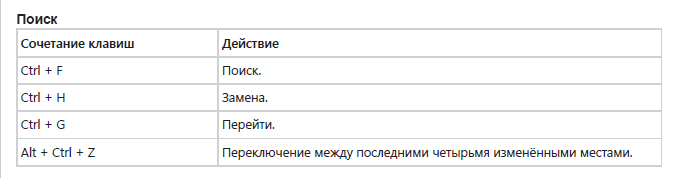 Поиск
Сочетание клавиш Действие
Ctrl + F Поиск.
Ctrl + H Замена.
Ctrl + G Перейти.
Alt + Ctrl + Z Переключение между последними четырьмя изменёнными местами.